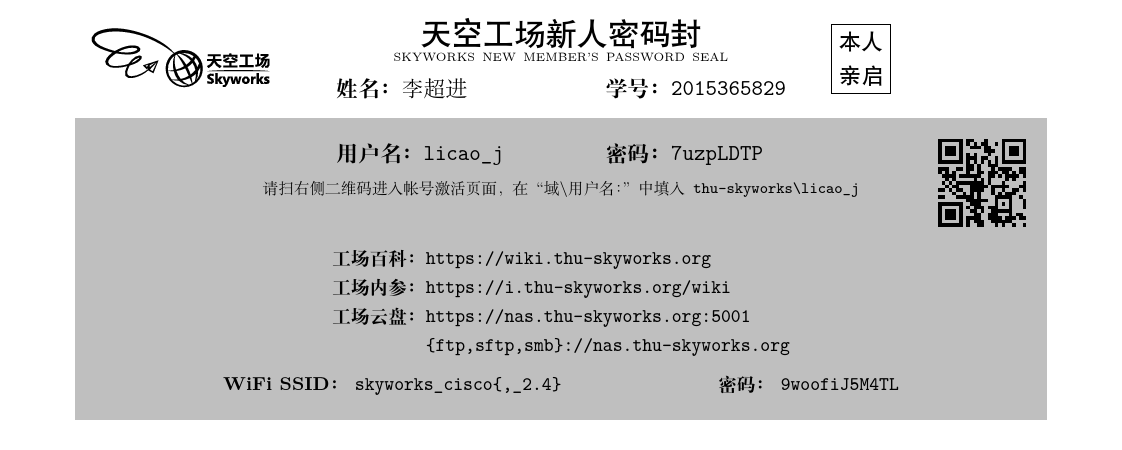 天空工场
Skyworks
天空工场新人密码封
SKYWORKS NEW MEMBER'S PASSWORD SEAL
姓名：李超进 学号：2015365829
本人
亲启
用户名：licao_j 密码：7uzpLDTP
请扫右侧二维码进入帐号激活页面，在“域\用户名：”中填入 thu-skyworks\licao_j
工场百科：https://wiki.thu-skyworks.org
工场内参：https://i.thu-skyworks.org/wiki
工场云盘：https://nas.thu-skyworks.org:5001
{ftp,sftp,smb}://nas.thu-skyworks.org
WiFi SSID： skyworks_cisco{,_2.4} 密码： 9woofiJ5M4TL